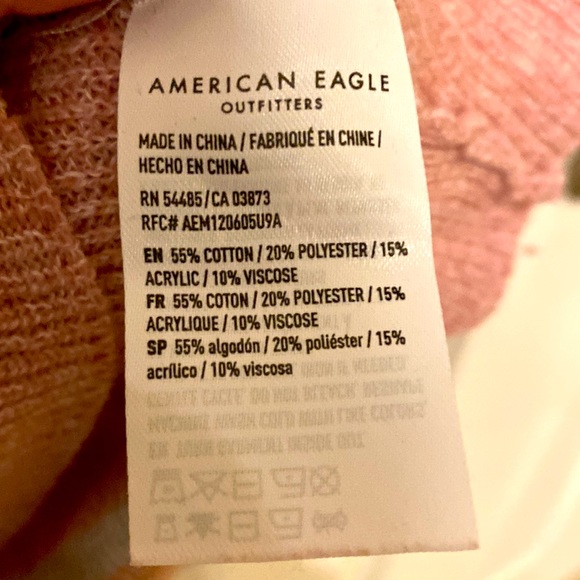 AMERICAN EAGLE
OUTFITTERS
MADE IN CHINA / FABRIQUÉ EN CHINE /
HECHO EN CHINA
RN 54485 / CA 03873
RFC# AEM120605U9A
EN 55% COTTON / 20% POLYESTER / 15%
ACRYLIC / 10% VISCOSE
FR 55% COTON / 20% POLYESTER / 15%
ACRYLIQUE / 10% VISCOSE
SP 55% algodón / 20% poliéster / 15%
acrílico / 10% viscosa